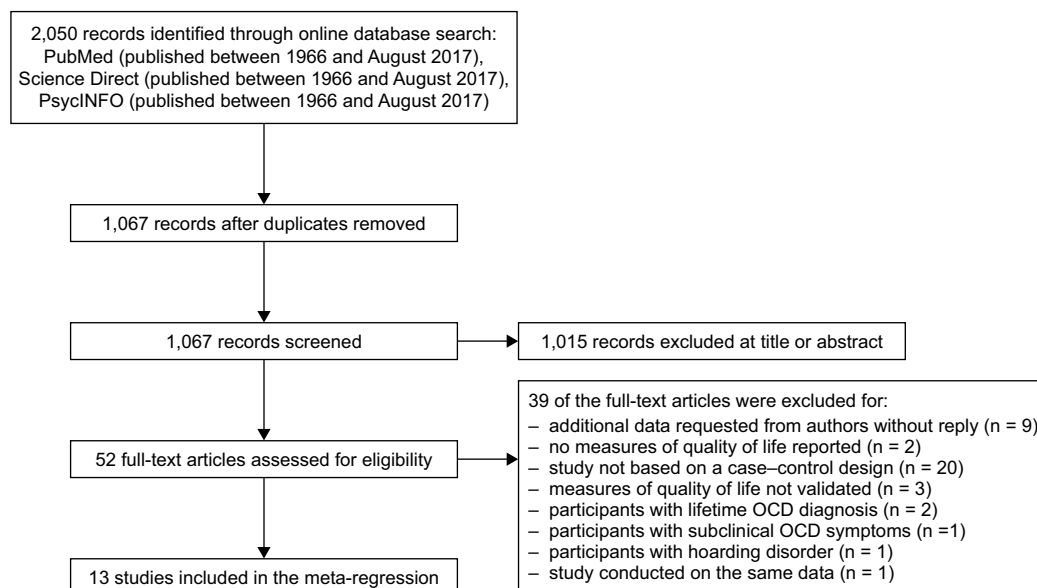 2,050 records identified through online database search:
PubMed (published between 1966 and August 2017),
Science Direct (published between 1966 and August 2017),
PsycINFO (published between 1966 and August 2017)
1,067 records after duplicates removed
1,067 records screened
1,015 records excluded at title or abstract
52 full-text articles assessed for eligibility
39 of the full-text articles were excluded for:
– additional data requested from authors without reply (n = 9)
– no measures of quality of life reported (n = 2)
– study not based on a case–control design (n = 20)
– measures of quality of life not validated (n = 3)
– participants with lifetime OCD diagnosis (n = 2)
– participants with subclinical OCD symptoms (n =1)
– participants with hoarding disorder (n = 1)
– study conducted on the same data (n = 1)
13 studies included in the meta-regression